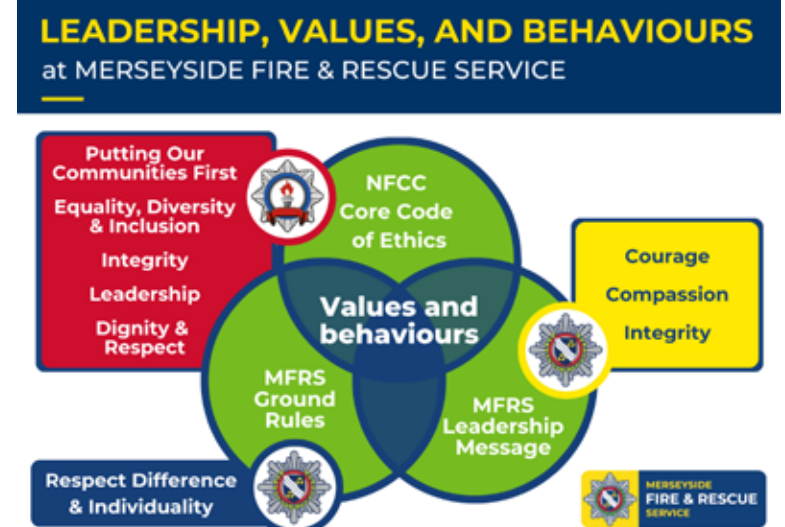 LEADERSHIP, VALUES, AND BEHAVIOURS
at MERSEYSIDE FIRE & RESCUE SERVICE
Putting Our
Communities First
Equality, Diversity
& Inclusion
Integrity
Leadership
Dignity &
Respect
NFCC
Core Code
of Ethics
Values and
behaviours
MFRS
Ground
Rules
MFRS
Leadership
Message
Courage
Compassion
Integrity
Respect Difference
& Individuality
MERSEYSIDE
FIRE & RESCUE
SERVICE